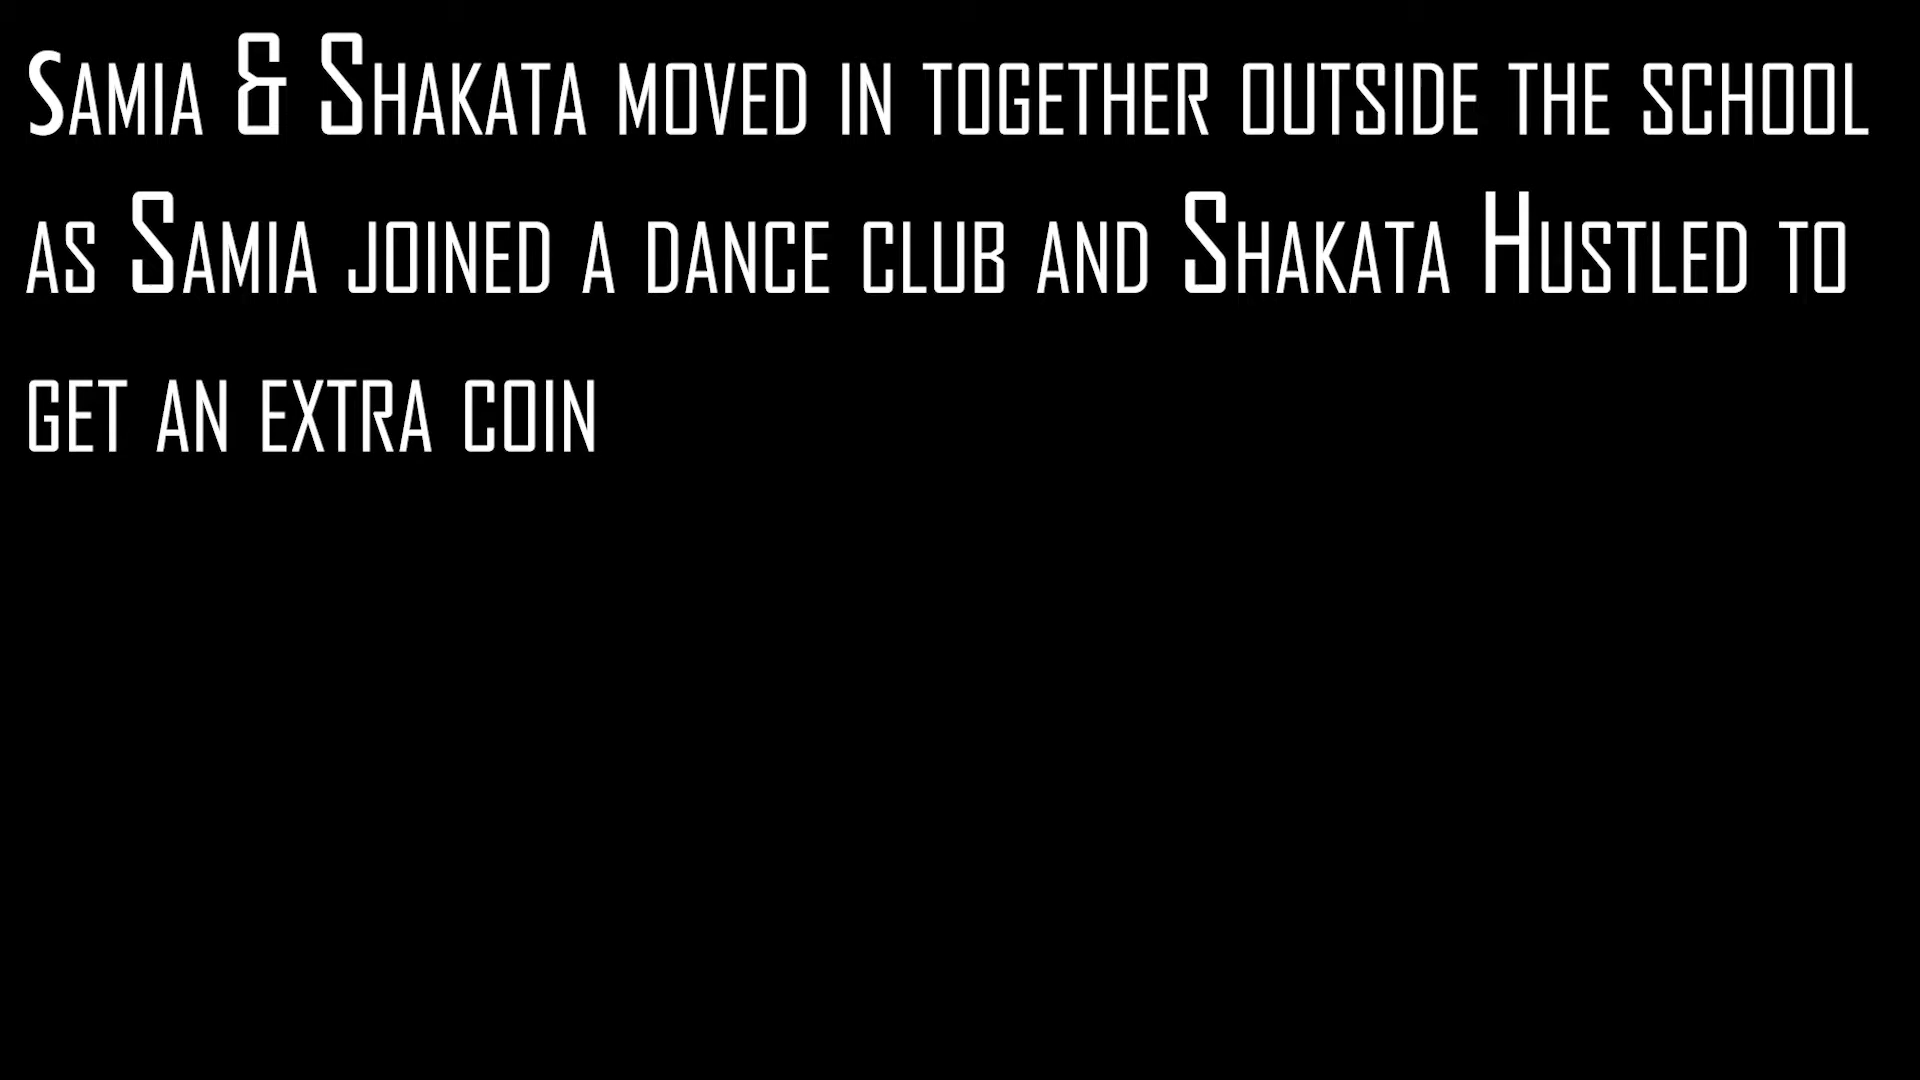 Samia & Shakata moved in together outside the school
as Samia joined a dance club and Shakata Hustled to
get an extra coin